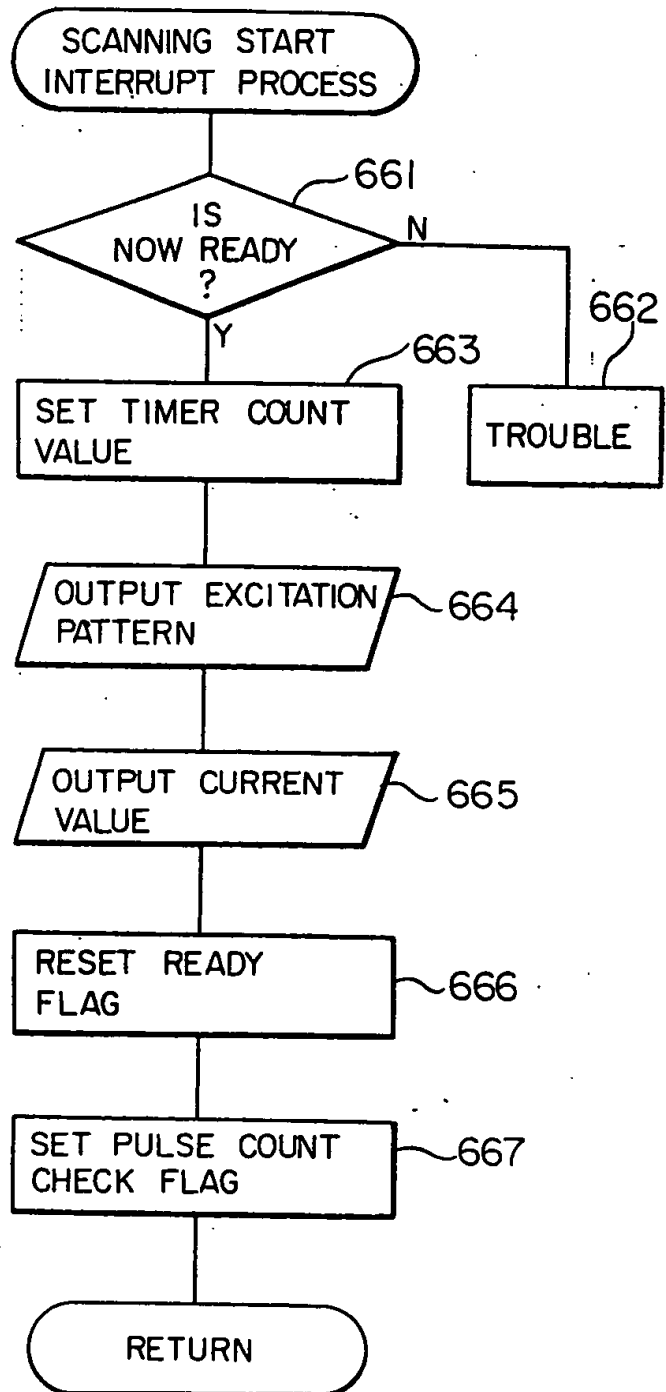 SCANNING START
INTERRUPT PROCESS
661
IS
NOW READY
?
N
Y
662
663
SET TIMER COUNT
VALUE
TROUBLE
OUTPUT EXCITATION
PATTERN
664
OUTPUT CURRENT
VALUE
665
RESET READY
FLAG
666
SET PULSE COUNT
CHECK FLAG
667
RETURN